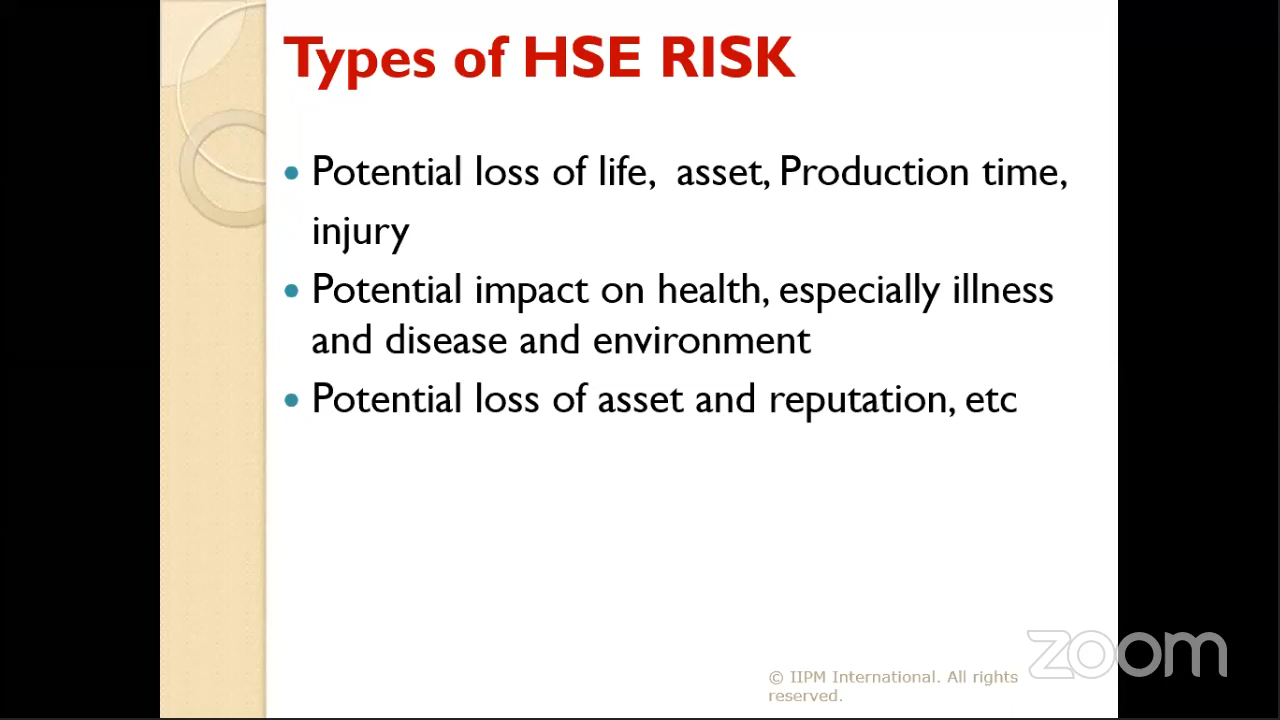 Types of HSE RISK
Potential loss of life, asset, Production time,
injury
Potential impact on health, especially illness
and disease and environment
Potential loss of asset and reputation, etc
zoom
© IIPM International. All rights
reserved.